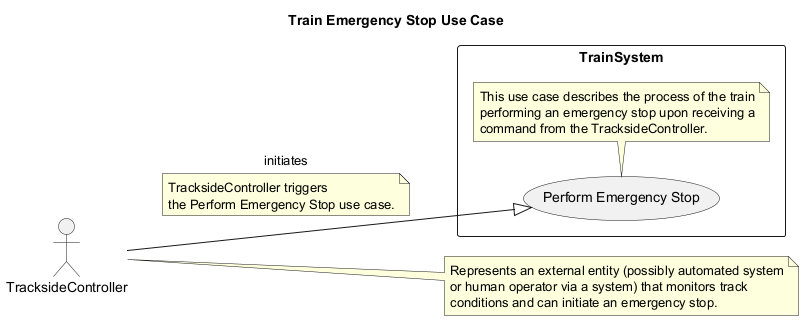 Train Emergency Stop Use Case
TrainSystem
This use case describes the process of the train
performing an emergency stop upon receiving a
command from the TracksideController.
initiates
TracksideController triggers
the Perform Emergency Stop use case.
Perform Emergency Stop
TracksideController
Represents an external entity (possibly automated system
or human operator via a system) that monitors track
conditions and can initiate an emergency stop.